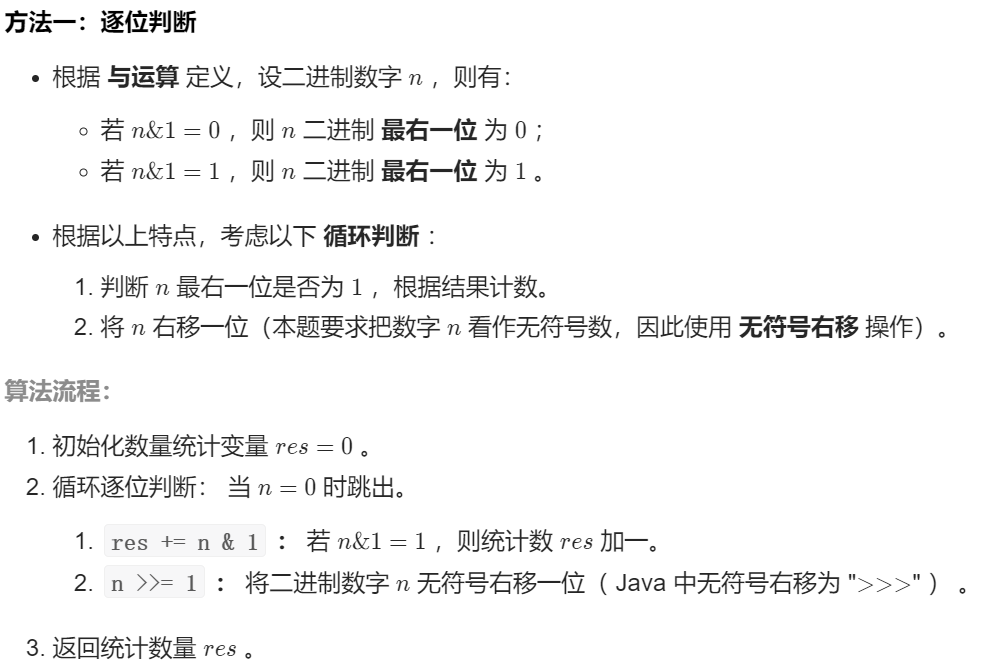 方法一：逐位判断
• 根据 与运算 定义，设二进制数字 n ，则有：
◦ 若 n&1 = 0 ，则 n 二进制 最右一位 为 0 ；
◦ 若 n&1 = 1 ，则 n 二进制 最右一位 为 1 。
• 根据以上特点，考虑以下 循环判断 ：
1. 判断 n 最右一位是否为 1 ，根据结果计数。
2. 将 n 右移一位（本题要求把数字 n 看作无符号数，因此使用 无符号右移 操作）。
算法流程：
1. 初始化数量统计变量 res = 0 。
2. 循环逐位判断： 当 n = 0 时跳出。
1. res += n & 1 ： 若 n&1 = 1 ，则统计数 res 加一。
2. n >>= 1 ： 将二进制数字 n 无符号右移一位（ Java 中无符号右移为 ">>>" ） 。
3. 返回统计数量 res 。